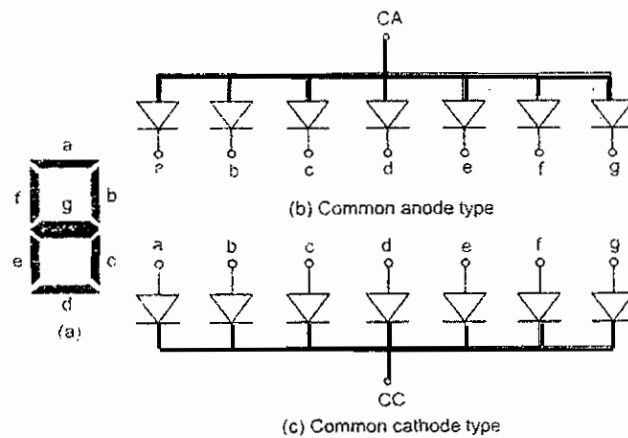 CA
a b c d e f g
(b) Common anode type
a
f g b
e c
d
(a)
a b c d e f g
CC
(c) Common cathode type